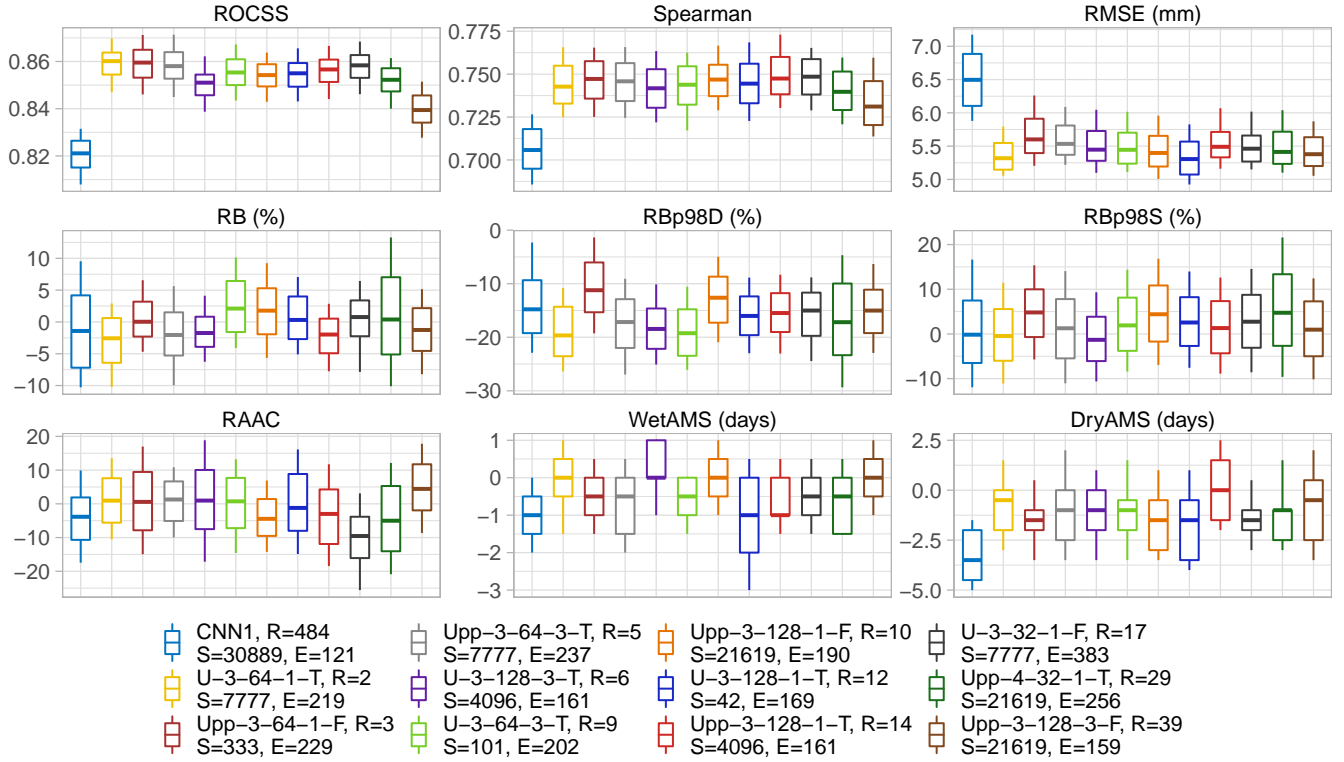 ROCSS
Spearman
RMSE (mm)
0.86
0.84
0.82
0.775
0.750
0.725
0.700
7.0
6.5
6.0
5.5
5.0
RB (%)
RBp98D (%)
RBp98S (%)
10
5
0
−5
−10
0
−10
−20
−30
20
10
0
−10
RAAC
WetAMS (days)
DryAMS (days)
20
10
0
−10
−20
1
0
−1
−2
−3
2.5
0.0
−2.5
−5.0
CNN1, R=484
S=30889, E=121
Upp−3−64−3−T, R=5
S=7777, E=237
Upp−3−128−1−F, R=10
S=21619, E=190
U−3−32−1−F, R=17
S=7777, E=383
U−3−64−1−T, R=2
S=7777, E=219
U−3−128−3−T, R=6
S=4096, E=161
U−3−128−1−T, R=12
S=42, E=169
Upp−4−32−1−T, R=29
S=21619, E=256
Upp−3−64−1−F, R=3
S=333, E=229
U−3−64−3−T, R=9
S=101, E=202
Upp−3−128−1−T, R=14
S=4096, E=161
Upp−3−128−3−F, R=39
S=21619, E=159